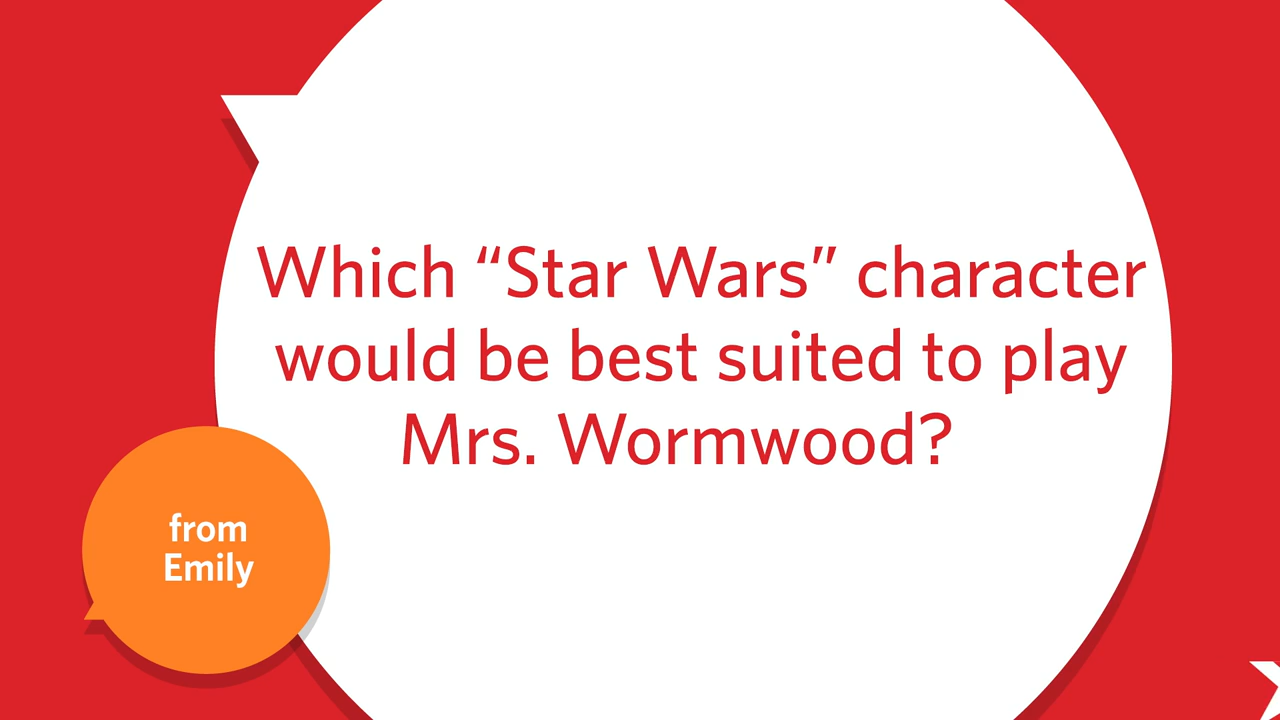 Which “Star Wars” character
would be best suited to play
Mrs. Wormwood?
from
Emily